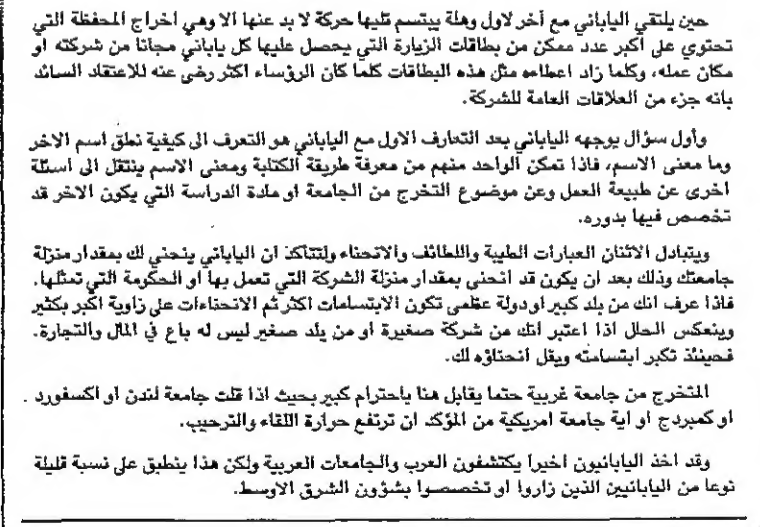 حين يلتقي الياباني مع آخر لاول وهلة يبتسم تليها حركة لا بد عنها الا وهي اخراج المحفظة التي
تحتوي على اكبر عدد ممكن من بطاقات الزيارة التي يحصل عليها كل ياباني مجانا من شركته او
مكان عمله، وكلما زاد اعطاءه مثل هذه البطاقات كلما كان الرؤساء اكثر رضى عنه للاعتقاد السائد
بانه جزء من العلاقات العامة للشركة.
وأول سؤال يوجهه الياباني بعد التعارف الاول مع الياباني هو التعرف الى كيفية نطق اسم الاخر
وما معنى الاسم، فاذا تمكن الواحد منهم من معرفة طريقة الكتابة ومعنى الاسم ينتقل الى اسئلة
اخرى عن طبيعة العمل وعن موضوع التخرج من الجامعة او مادة الدراسة التي يكون الاخر قد
تخصص فيها بدوره.
ويتبادل الاثنان العبارات الطيبة واللطائف والانحناء ولتتاكد ان الياباني ينحني لك بمقدار منزلة
جامعتك وذلك بعد ان يكون قد انحنى بمقدار منزلة الشركة التي تعمل بها او الحكومة التي تمثلها.
فاذا عرف انك من بلد كبير او دولة عظمى تكون الابتسامات اكثر ثم الانحناءات على زاوية اكبر بكثير
وينعكس الحال اذا اعتبر انك من شركة صغيرة او من بلد صغير ليس له باع في المال والتجارة.
فحينئذ تكبر ابتسامته ويقل انحناؤه لك.
المتخرج من جامعة غربية حتما يقابل هنا باحترام كبير بحيث اذا قلت جامعة لندن او اكسفورد
او كمبردج او اية جامعة امريكية من المؤكد ان ترتفع حرارة اللقاء والترحيب.
وقد اخذ اليابانيون اخيرا يكتشفون العرب والجامعات العربية ولكن هذا ينطبق على نسبة قليلة
نوعا من اليابانيين الذين زاروا او تخصصوا بشؤون الشرق الاوسط.